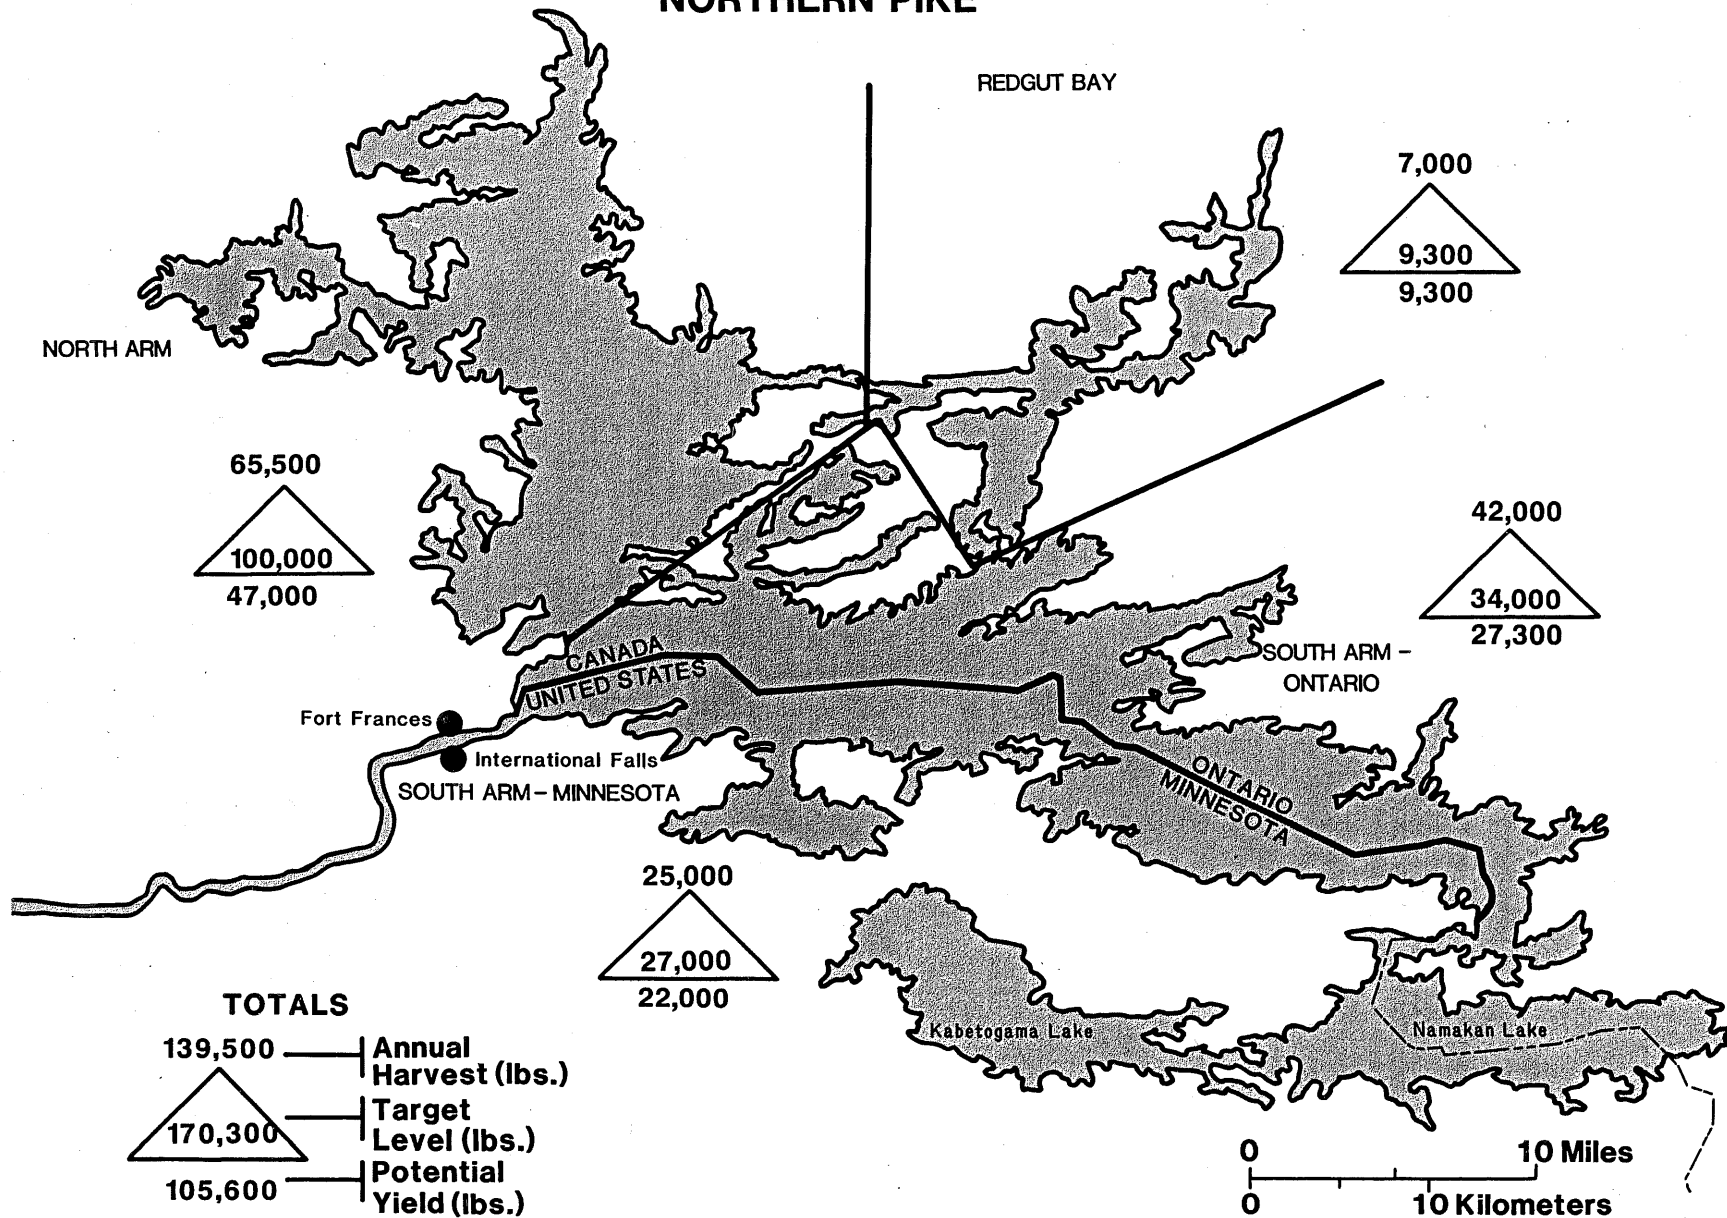 NORTHERN PIKE
REDGUT BAY
7,000
9,300
9,300
NORTH ARM
65,500
100,000
47,000
42,000
34,000
27,300
SOUTH ARM –
ONTARIO
CANADA
UNITED STATES
Fort Frances
International Falls
SOUTH ARM – MINNESOTA
ONTARIO
MINNESOTA
25,000
27,000
22,000
Kabetogama Lake
Namakan Lake
TOTALS
139,500
Annual
Harvest (lbs.)
170,300
Target
Level (lbs.)
105,600
Potential
Yield (lbs.)
0 10 Miles
0 10 Kilometers